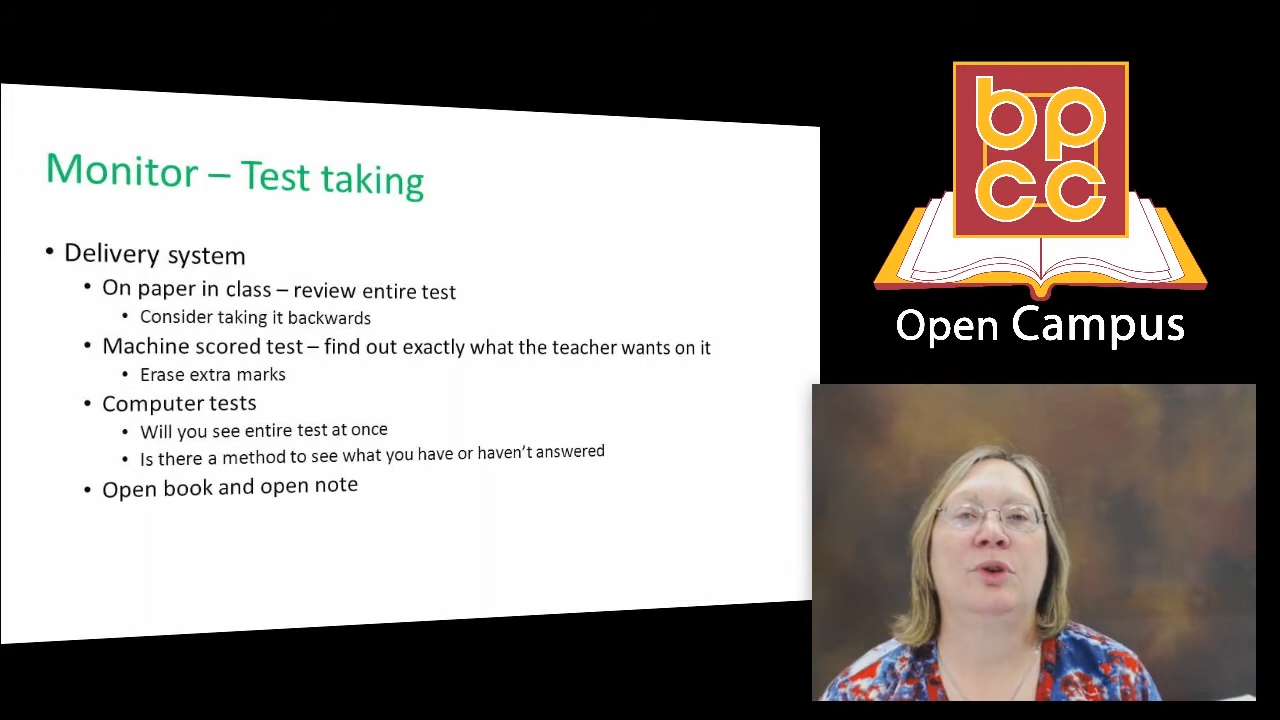 Monitor – Test taking
• Delivery system
• On paper in class – review entire test
• Consider taking it backwards
• Machine scored test – find out exactly what the teacher wants on it
• Erase extra marks
• Computer tests
• Will you see entire test at once
• Is there a method to see what you have or haven’t answered
• Open book and open note
bp
cc
Open Campus